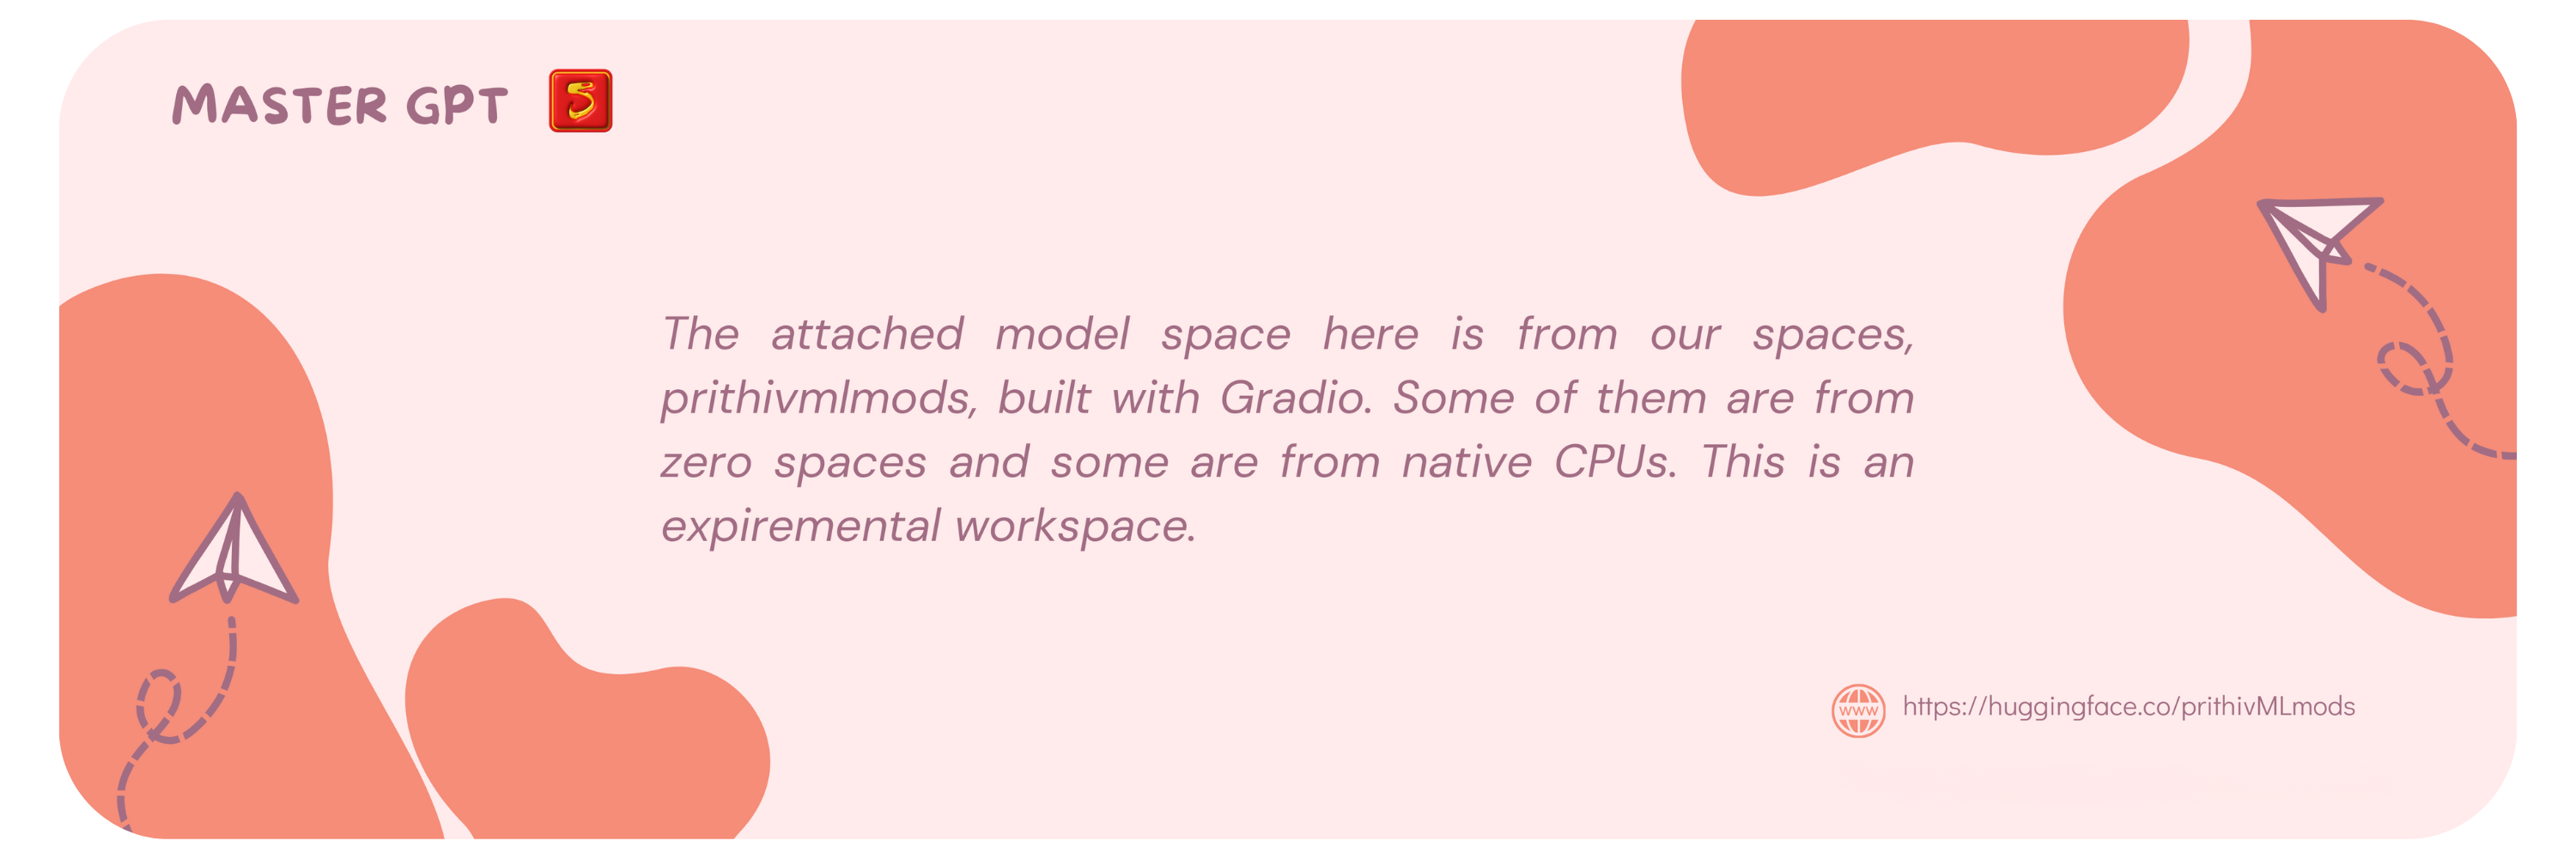 MASTER GPT 5
The attached model space here is from our spaces,
prithivmlmods, built with Gradio. Some of them are from
zero spaces and some are from native CPUs. This is an
expiremental workspace.
www https://huggingface.co/prithivMLmods